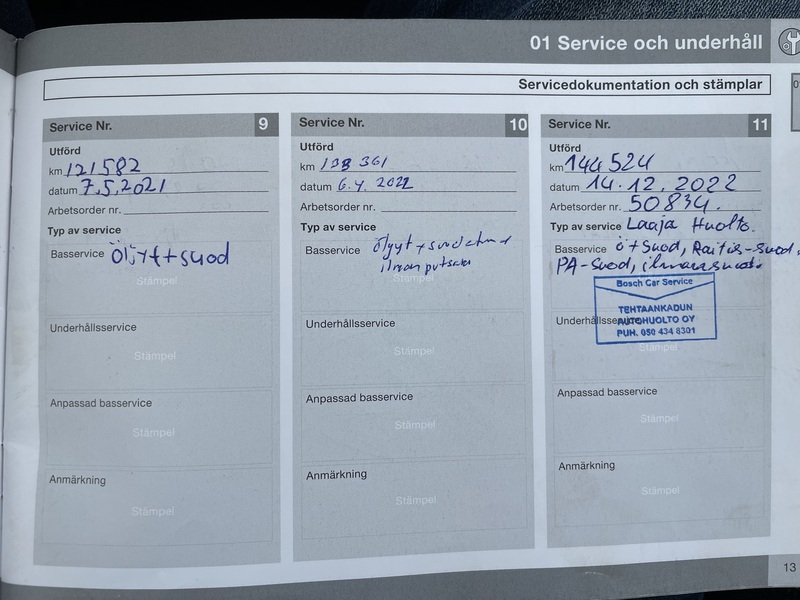 01 Service och underhåll
Servicedokumentation och stämplar
Service Nr. 9
Utförd
km 121582
datum 7.5.2021
Arbetsorder nr.
Typ av service
Basservice Öljyt+suod
Stämpel
Underhållsservice
Stämpel
Anpassad basservice
Stämpel
Anmärkning
Stämpel
Service Nr. 10
Utförd
km 133 361
datum 6.4.2022
Arbetsorder nr.
Typ av service
Basservice öljyt +
ilman
Stämpel
Underhållsservice
Stämpel
Anpassad basservice
Stämpel
Anmärkning
Stämpel
Service Nr. 11
Utförd
km 144 524
datum 14.12.2022
Arbetsorder nr. 50834.
Typ av service Laaja Huolto.
Basservice ö+suod, Raitis-suod,
PA-suod, ilmansuod.
Bosch Car Service
TEHTAANKADUN
AUTOHUOLTO OY
PUH. 050 434 8301
Underhållsservice
Stämpel
Anpassad basservice
Stämpel
Anmärkning
Stämpel
13